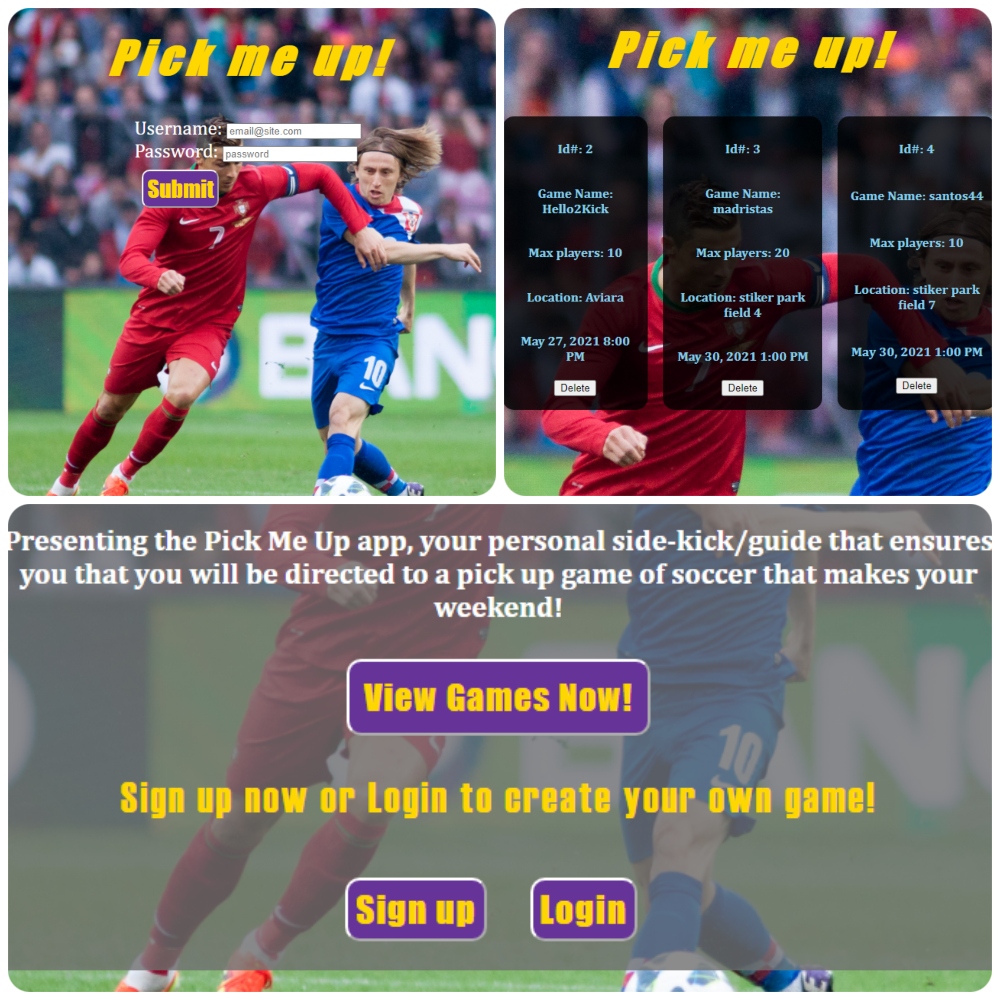 Pick me up!
Username: email@site.com
Password: password
Submit
7
10
BAN
Pick me up!
Id#: 2
Game Name:
Hello2Kick
Max players: 10
Location: Aviara
May 27, 2021 8:00
PM
Delete
Id#: 3
Game Name:
madristas
Max players: 20
Location: stiker park
field 4
May 30, 2021 1:00 PM
Delete
Id#: 4
Game Name: santos44
Max players: 10
Location: stiker park
field 7
May 30, 2021 1:00 PM
Delete
Presenting the Pick Me Up app, your personal side-kick/guide that ensures
you that you will be directed to a pick up game of soccer that makes your
weekend!
View Games Now!
10
Sign up now or Login to create your own game!
Sign up
Login